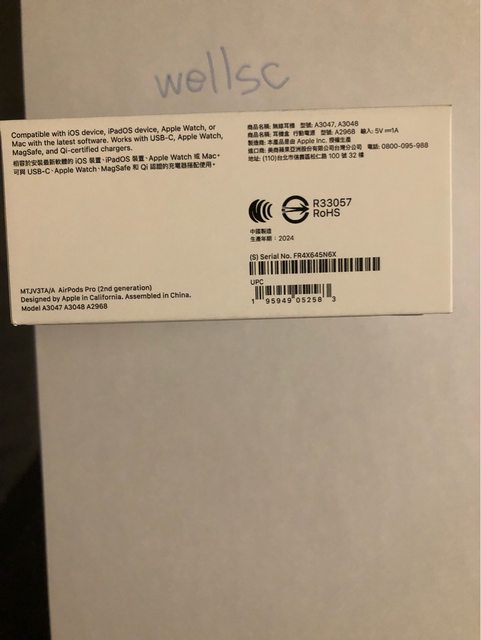 wellsc
Compatible with iOS device, iPadOS device, Apple Watch, or
Mac with the latest software. Works with USB-C, Apple Watch,
MagSafe, and Qi-certified chargers.
相容於安裝最新軟體的 iOS 裝置、iPadOS 裝置、Apple Watch 或 Mac。
可與 USB-C、Apple Watch、MagSafe 和 Qi 認證的充電器搭配使用。
MTJV3TA/A AirPods Pro (2nd generation)
Designed by Apple in California. Assembled in China.
Model A3047 A3048 A2968
商品名稱: 無線耳機 型號: A3047, A3048
商品名稱: 耳機盒 行動電源 型號: A2968 輸入: 5V⎓1A
製造商: 本產品是由 Apple Inc. 授權生產
進口商: 美商蘋果亞洲股份有限公司台灣分公司 電話: 0800-095-988
地址: (110)台北市信義區松仁路 100 號 32 樓
R33057
RoHS
中國製造
生產年期: 2024
(S) Serial No. FR4X645N6X
UPC
1 95949 05258 3